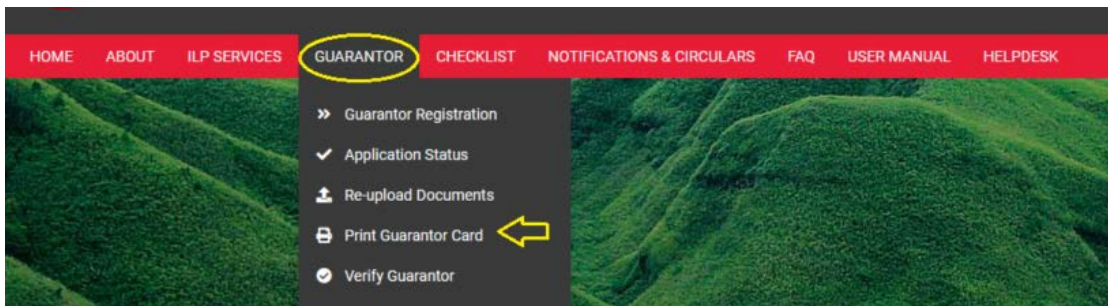 HOME ABOUT ILP SERVICES GUARANTOR CHECKLIST NOTIFICATIONS & CIRCULARS FAQ USER MANUAL HELPDESK
Guarantor Registration
Application Status
Re-upload Documents
Print Guarantor Card
Verify Guarantor